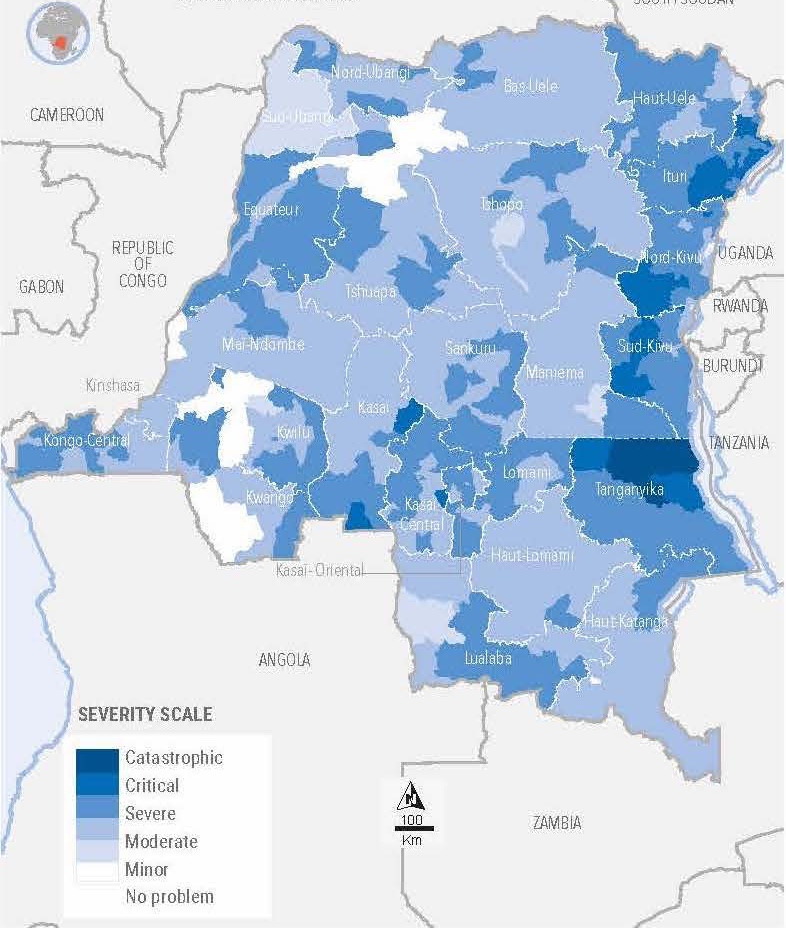 SOUTH SUDAN
Nord-Ubangi
Bas-Uele
Haut-Uele
CAMEROON
Sud-Ubangi
Ituri
Equateur
Tshopo
REPUBLIC
OF
CONGO
Nord-Kivu
UGANDA
GABON
Tshuapa
RWANDA
Mai-Ndombe
Sankuru
Sud-Kivu
Maniema
BURUNDI
Kinshasa
Kasai
Kwilu
Kongo-Central
TANZANIA
Lomami
Kwango
Kasai
Central
Tanganyika
Haut-Lomami
Kasaï-Oriental
Haut-Katanga
ANGOLA
Lualaba
SEVERITY SCALE
Catastrophic
Critical
Severe
Moderate
Minor
No problem
N
100
Km
ZAMBIA